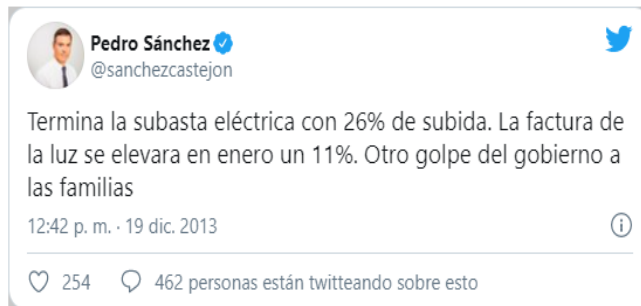 Pedro Sánchez
@sanchezcastejon
Termina la subasta eléctrica con 26% de subida. La factura de
la luz se elevara en enero un 11%. Otro golpe del gobierno a
las familias
12:42 p. m. · 19 dic. 2013
254 462 personas están twitteando sobre esto